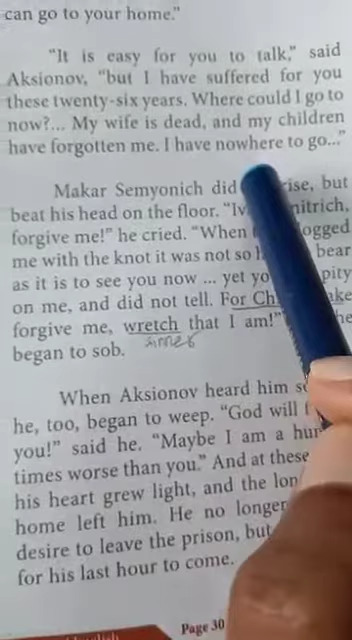 can go to your home."
"It is easy for you to talk," said
Aksionov, "but I have suffered for you
these twenty-six years. Where could I go to
now?... My wife is dead, and my children
have forgotten me. I have nowhere to go..."
Makar Semyonich did rise, but
beat his head on the floor. "Iv nitrich,
forgive me!" he cried. "When ogged
me with the knot it was not so h bear
as it is to see you now ... yet yo pity
on me, and did not tell. For Ch ake
forgive me, wretch that I am!" he
began to sob.
When Aksionov heard him s
he, too, began to weep. "God will f
you!" said he. "Maybe I am a hun
times worse than you." And at these
his heart grew light, and the lon
home left him. He no longer
desire to leave the prison, but
for his last hour to come.
Page 30